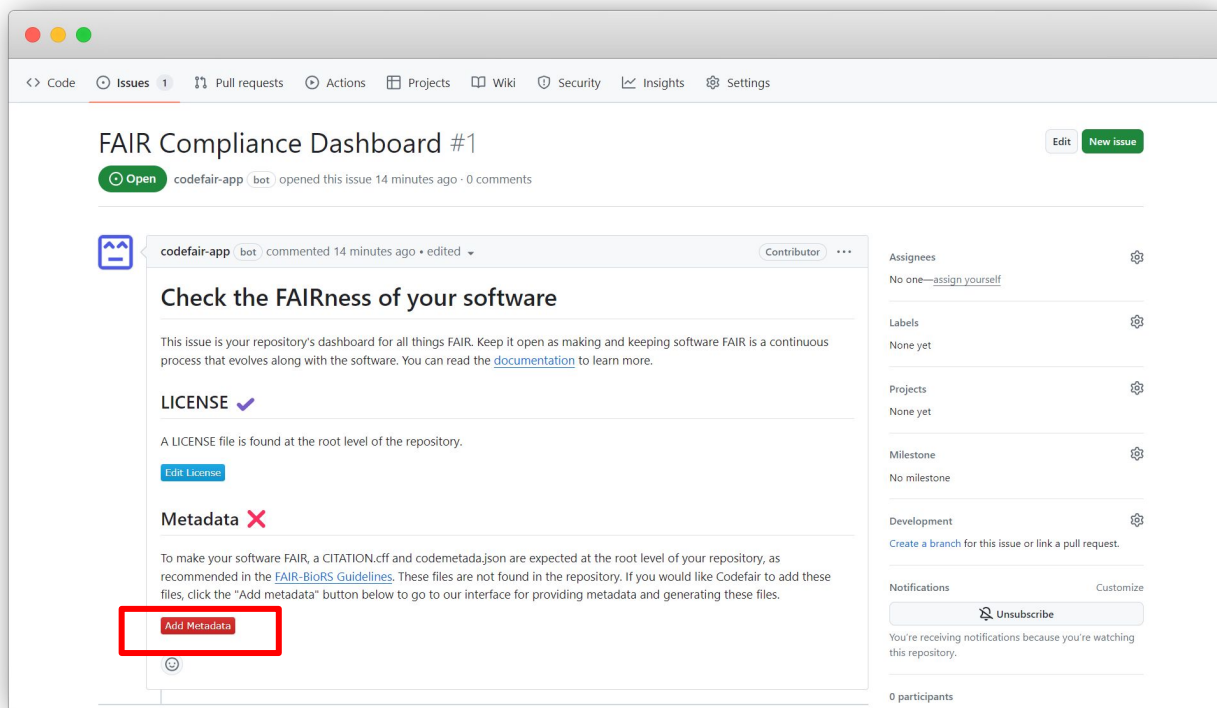 <> Code Issues 1 Pull requests Actions Projects Wiki Security Insights Settings
FAIR Compliance Dashboard #1
Edit New issue
Open codefair-app bot opened this issue 14 minutes ago · 0 comments
codefair-app bot commented 14 minutes ago • edited
Contributor ...
Check the FAIRness of your software
This issue is your repository's dashboard for all things FAIR. Keep it open as making and keeping software FAIR is a continuous
process that evolves along with the software. You can read the documentation to learn more.
LICENSE
A LICENSE file is found at the root level of the repository.
Edit License
Metadata
To make your software FAIR, a CITATION.cff and codemetada.json are expected at the root level of your repository, as
recommended in the FAIR-BioRS Guidelines. These files are not found in the repository. If you would like Codefair to add these
files, click the "Add metadata" button below to go to our interface for providing metadata and generating these files.
Add Metadata
Assignees
No one—assign yourself
Labels
None yet
Projects
None yet
Milestone
No milestone
Development
Create a branch for this issue or link a pull request.
Notifications Customize
Unsubscribe
You're receiving notifications because you're watching
this repository.
0 participants